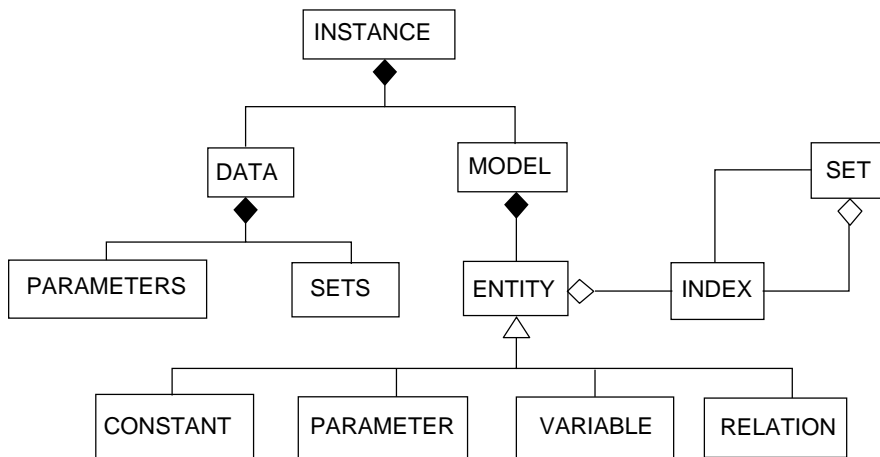 INSTANCE
DATA
MODEL
SET
PARAMETERS
SETS
ENTITY
INDEX
CONSTANT
PARAMETER
VARIABLE
RELATION